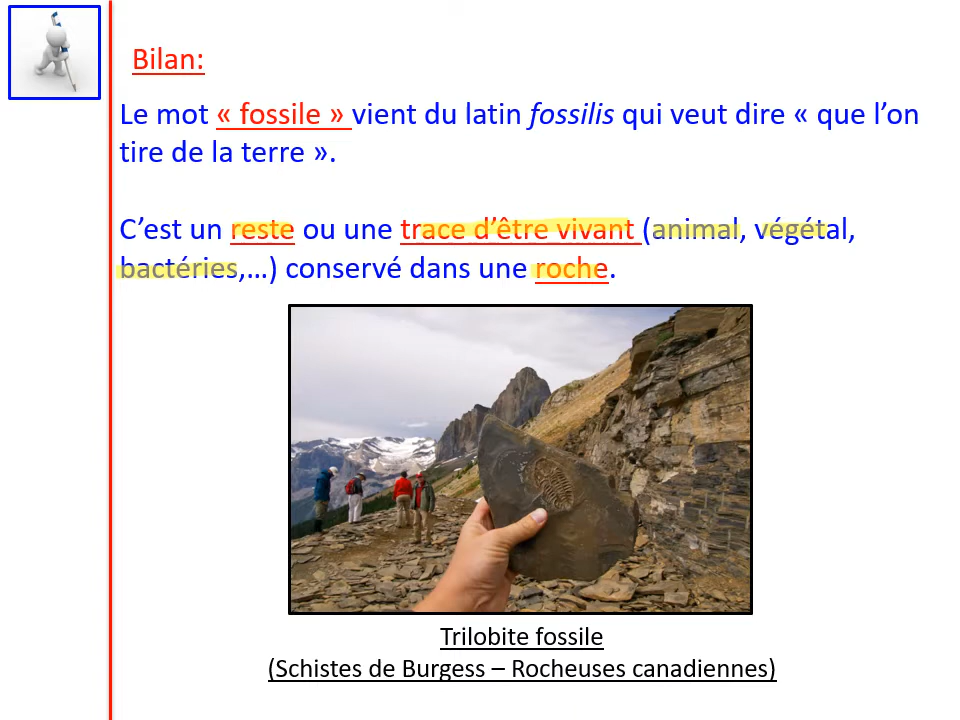 Bilan:
Le mot « fossile » vient du latin fossilis qui veut dire « que l’on
tire de la terre ».
C’est un reste ou une trace d’être vivant (animal, végétal,
bactéries,…) conservé dans une roche.
Trilobite fossile
(Schistes de Burgess – Rocheuses canadiennes)